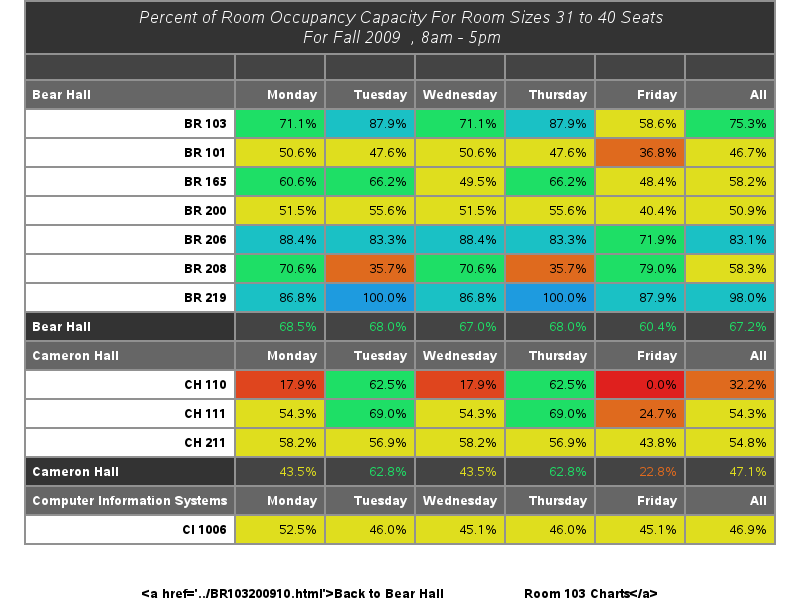 Percent of Room Occupancy Capacity For Room Sizes 31 to 40 Seats
For Fall 2009 , 8am - 5pm
Bear Hall Monday Tuesday Wednesday Thursday Friday All
BR 103 71.1% 87.9% 71.1% 87.9% 58.6% 75.3%
BR 101 50.6% 47.6% 50.6% 47.6% 36.8% 46.7%
BR 165 60.6% 66.2% 49.5% 66.2% 48.4% 58.2%
BR 200 51.5% 55.6% 51.5% 55.6% 40.4% 50.9%
BR 206 88.4% 83.3% 88.4% 83.3% 71.9% 83.1%
BR 208 70.6% 35.7% 70.6% 35.7% 79.0% 58.3%
BR 219 86.8% 100.0% 86.8% 100.0% 87.9% 98.0%
Bear Hall 68.5% 68.0% 67.0% 68.0% 60.4% 67.2%
Cameron Hall Monday Tuesday Wednesday Thursday Friday All
CH 110 17.9% 62.5% 17.9% 62.5% 0.0% 32.2%
CH 111 54.3% 69.0% 54.3% 69.0% 24.7% 54.3%
CH 211 58.2% 56.9% 58.2% 56.9% 43.8% 54.8%
Cameron Hall 43.5% 62.8% 43.5% 62.8% 22.8% 47.1%
Computer Information Systems Monday Tuesday Wednesday Thursday Friday All
CI 1006 52.5% 46.0% 45.1% 46.0% 45.1% 46.9%
<a href='../BR103200910.html'>Back to Bear Hall Room 103 Charts</a>